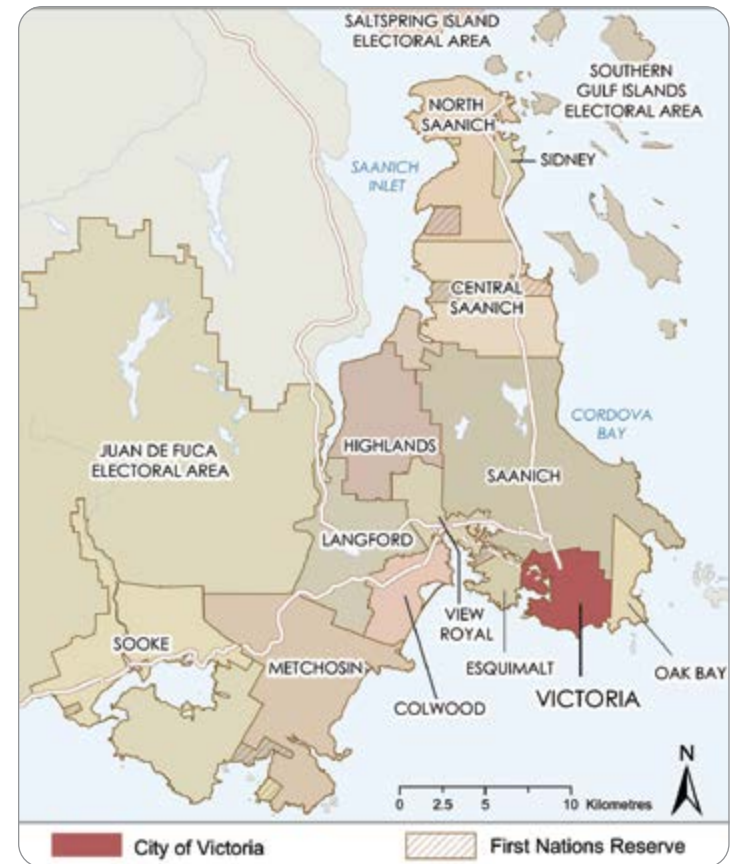 SALTSPRING ISLAND
ELECTORAL AREA
SOUTHERN
GULF ISLANDS
ELECTORAL AREA
NORTH
SAANICH
SIDNEY
SAANICH
INLET
CENTRAL
SAANICH
CORDOVA
BAY
HIGHLANDS
JUAN DE FUCA
ELECTORAL AREA
SAANICH
LANGFORD
VIEW
ROYAL
SOOKE
METCHOSIN
ESQUIMALT
OAK BAY
COLWOOD
VICTORIA
N
0 2.5 5 10 Kilometres
City of Victoria
First Nations Reserve